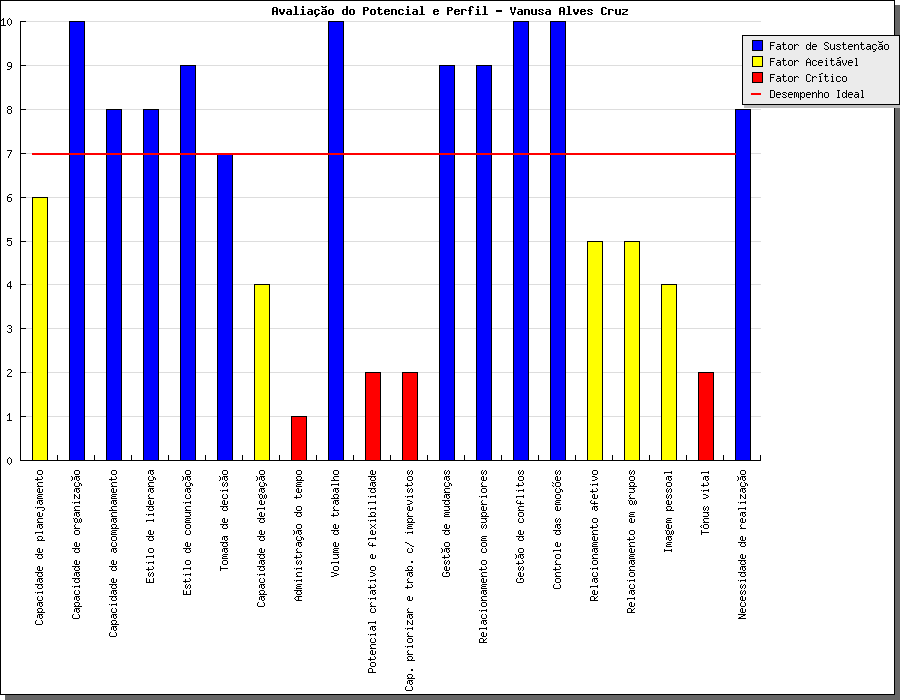 Avaliação do Potencial e Perfil - Vanusa Alves Cruz
Fator de Sustentação
Fator Aceitável
Fator Crítico
Desempenho Ideal
10
9
8
7
6
5
4
3
2
1
0
Capacidade de planejamento
Capacidade de organização
Capacidade de acompanhamento
Estilo de liderança
Estilo de comunicação
Tomada de decisão
Capacidade de delegação
Administração do tempo
Volume de trabalho
Potencial criativo e flexibilidade
Cap. priorizar e trab. c/ imprevistos
Gestão de mudanças
Relacionamento com superiores
Gestão de conflitos
Controle das emoções
Relacionamento afetivo
Relacionamento em grupos
Imagem pessoal
Tônus vital
Necessidade de realização